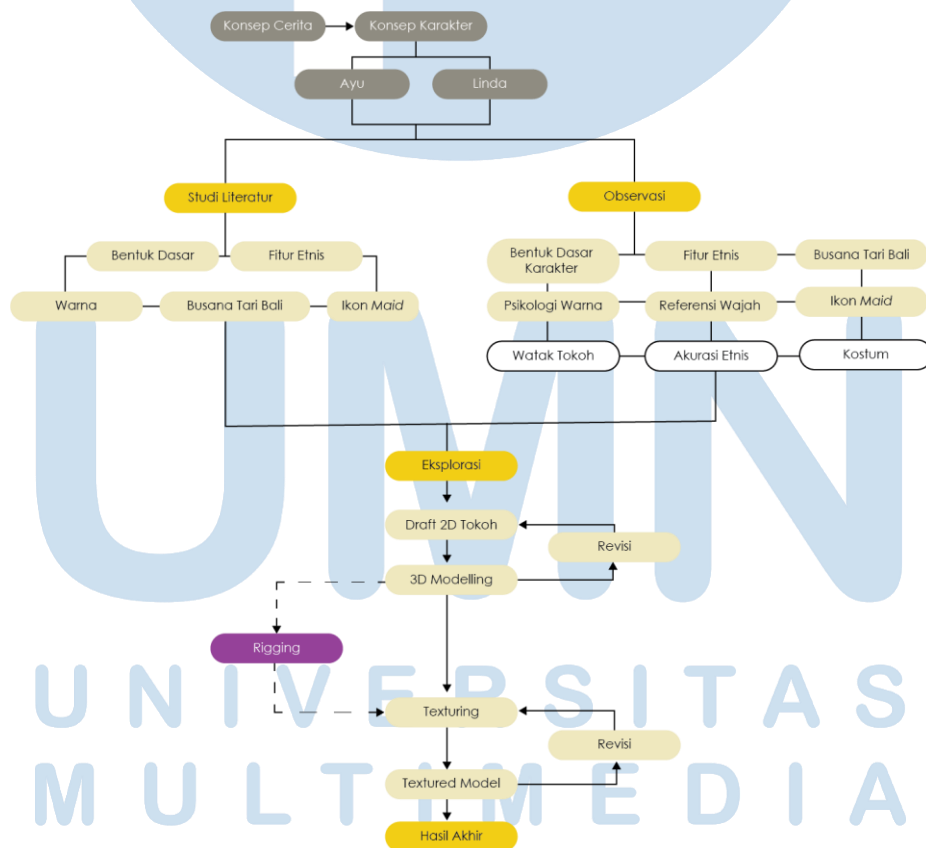 Konsep Cerita
Konsep Karakter
Ayu
Linda
Studi Literatur
Observasi
Bentuk Dasar
Fitur Etnis
Bentuk Dasar
Karakter
Fitur Etnis
Busana Tari Bali
Warna
Busana Tari Bali
Ikon Maid
Psikologi Warna
Referensi Wajah
Ikon Maid
Watak Tokoh
Akurasi Etnis
Kostum
Eksplorasi
Draft 2D Tokoh
Revisi
3D Modelling
Rigging
Texturing
Revisi
Textured Model
Hasil Akhir
UMN
UNIVERSITAS
MULTIMEDIA